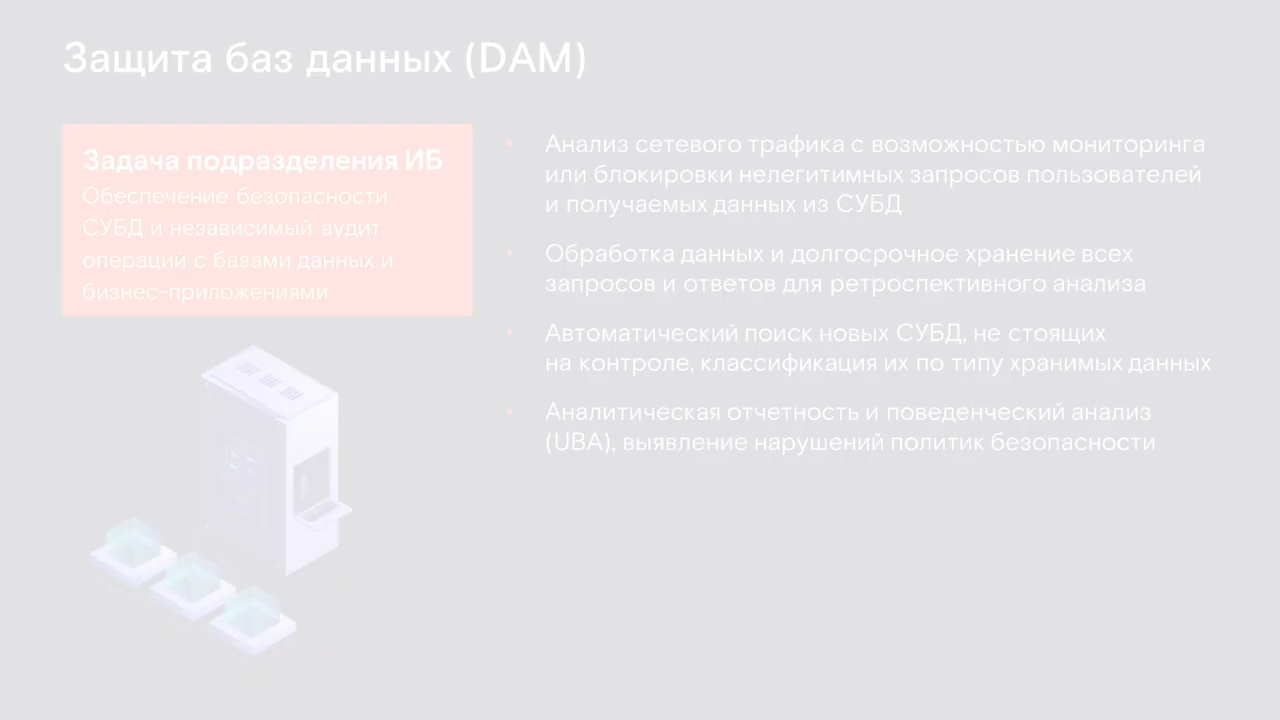 Защита баз данных (DAM)
Задача подразделения ИБ
Обеспечение безопасности
СУБД и независимый аудит
операций с базами данных и
бизнес-приложениями
Анализ сетевого трафика с возможностью мониторинга
или блокировки нелегитимных запросов пользователей
и получаемых данных из СУБД
Обработка данных и долгосрочное хранение всех
запросов и ответов для ретроспективного анализа
Автоматический поиск новых СУБД, не стоящих
на контроле, классификация их по типу хранимых данных
Аналитическая отчетность и поведенческий анализ
(UBA), выявление нарушений политик безопасности